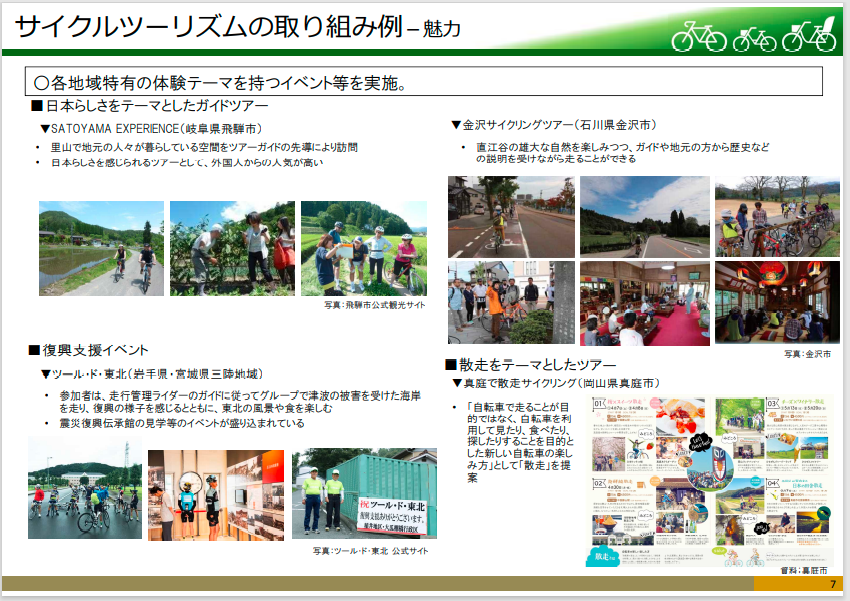 サイクルツーリズムの取り組み例 – 魅力
○各地域特有の体験テーマを持つイベント等を実施。
■日本らしさをテーマとしたガイドツアー
▼SATOYAMA EXPERIENCE(岐阜県飛騨市)
• 里山で地元の人々が暮らしている空間をツアーガイドの先導により訪問
• 日本らしさを感じられるツアーとして、外国人からの人気が高い
写真:飛騨市公式観光サイト
▼金沢サイクリングツアー(石川県金沢市)
• 直江谷の雄大な自然を楽しみつつ、ガイドや地元の方から歴史など
の説明を受けながら走ることができる
写真:金沢市
■復興支援イベント
▼ツール・ド・東北(岩手県・宮城県三陸地域)
• 参加者は、走行管理ライダーのガイドに従ってグループで津波の被害を受けた海岸
を走り、復興の様子を感じるとともに、東北の風景や食を楽しむ
• 震災復興伝承館の見学等のイベントが盛り込まれている
祝 ツール・ド・東北
復興支援ありがとうございます。
写真:ツール・ド・東北 公式サイト
■散走をテーマとしたツアー
▼真庭で散走サイクリング(岡山県真庭市)
• 「自転車で走ることが目
的ではなく、自転車を利
用して見たり、食べたり、
探したりすることを目的と
した新しい自転車の楽し
み方」として「散走」を提
案
01
03
02
04
散走とは
資料:真庭市
7